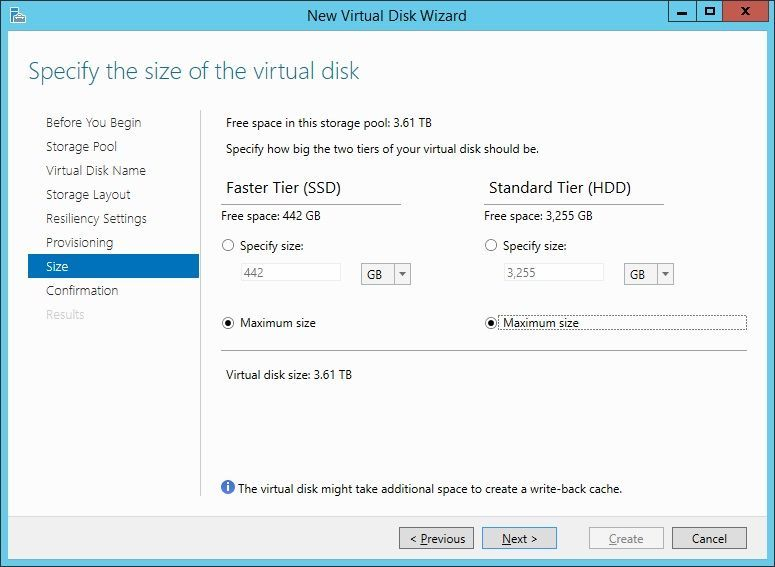 New Virtual Disk Wizard
Specify the size of the virtual disk
Before You Begin
Storage Pool
Virtual Disk Name
Storage Layout
Resiliency Settings
Provisioning
Size
Confirmation
Results
Free space in this storage pool: 3.61 TB
Specify how big the two tiers of your virtual disk should be.
Faster Tier (SSD)
Free space: 442 GB
Specify size:
442 GB
Maximum size
Standard Tier (HDD)
Free space: 3,255 GB
Specify size:
3,255 GB
Maximum size
Virtual disk size: 3.61 TB
The virtual disk might take additional space to create a write-back cache.
< Previous Next > Create Cancel